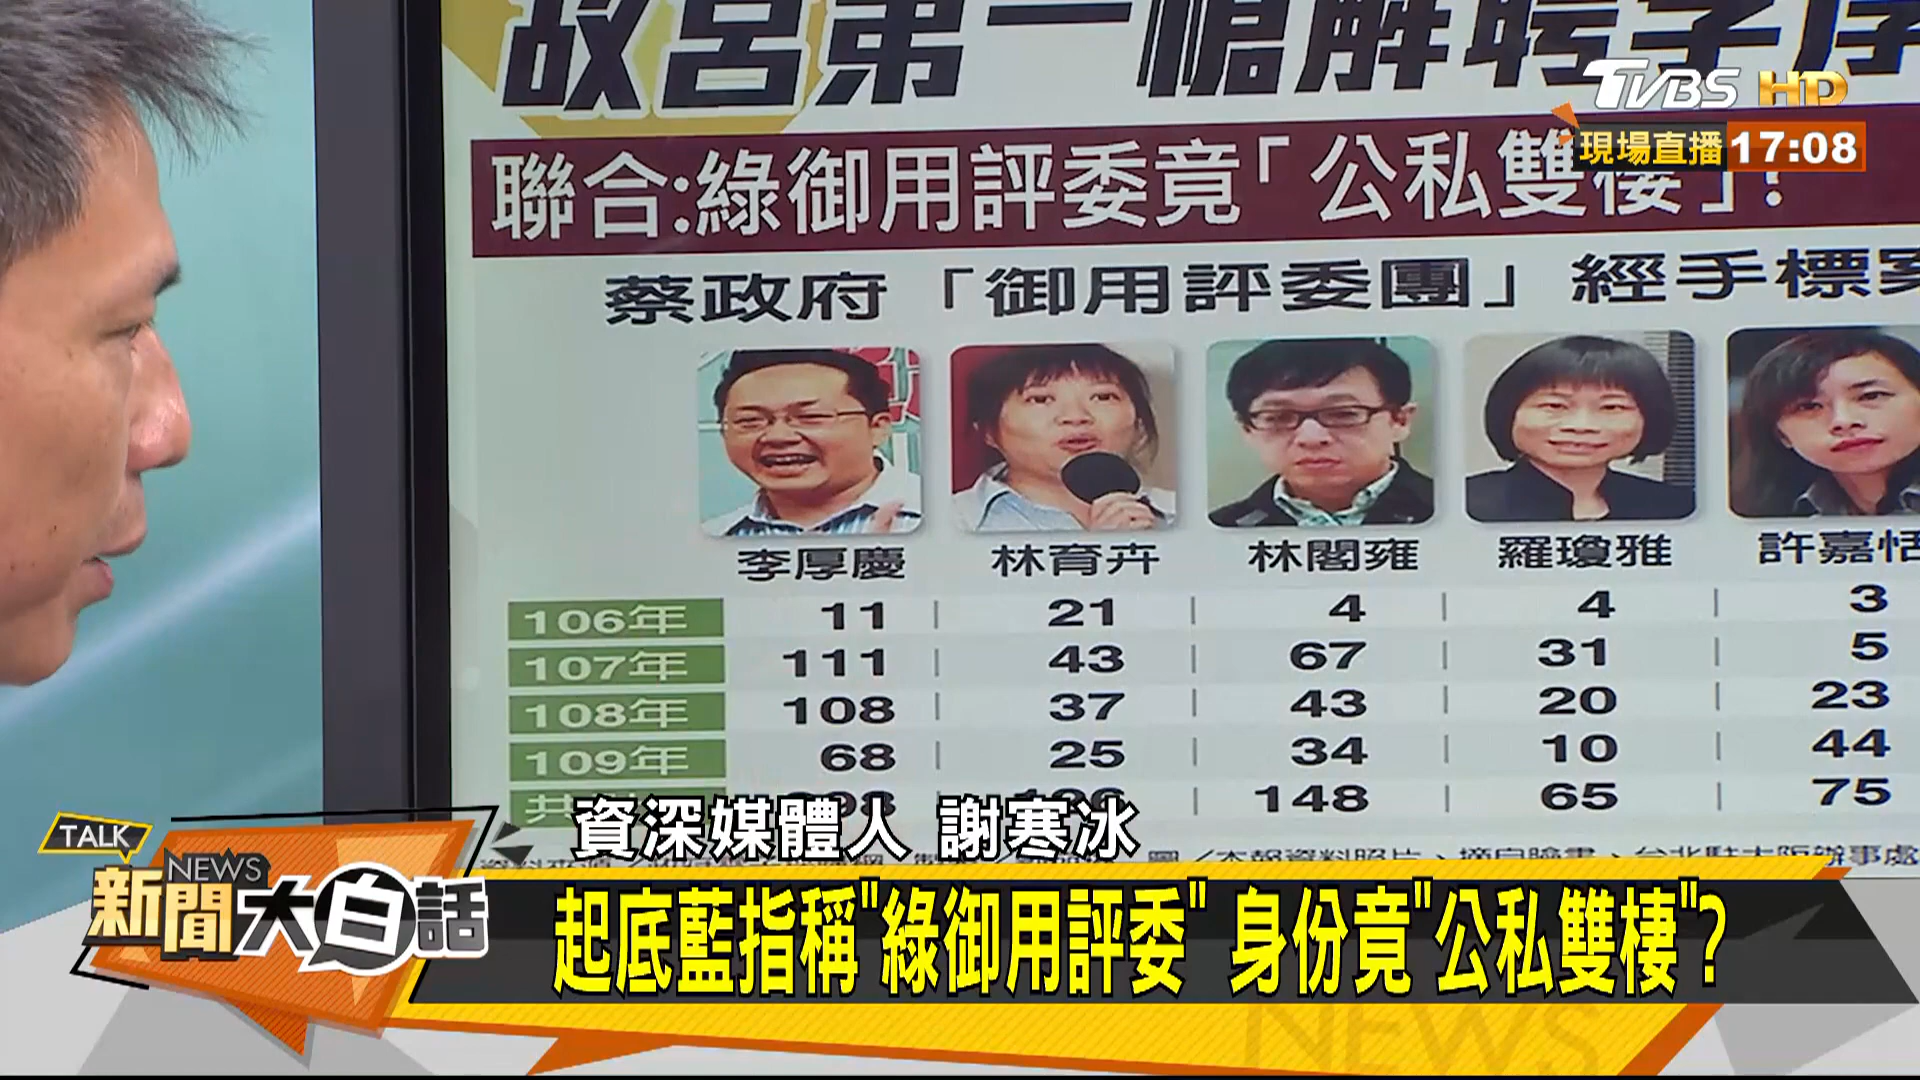 故宮第一槍解聘李厚
TVBS HD
現場直播 17:08
聯合:綠御用評委竟「公私雙棲」!
蔡政府「御用評委團」經手標案
李厚慶 林育卉 林閣雍 羅瓊雅 許嘉恬
106年 11 21 4 4 3
107年 111 43 67 31 5
108年 108 37 43 20 23
109年 68 25 34 10 44
148 65 75
資深媒體人 謝寒冰
TALK
NEWS
新聞大白話
起底藍指稱"綠御用評委" 身份竟"公私雙棲"?
NEWS